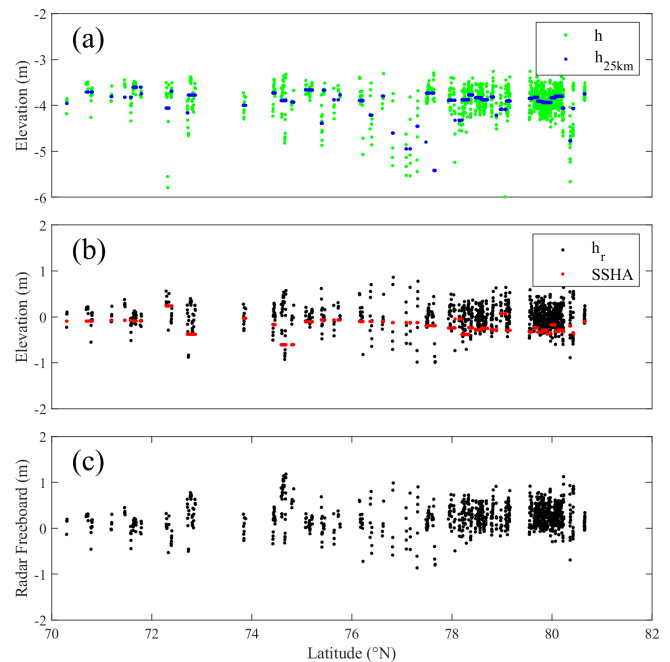 (a)
h
h25km
Elevation (m)
-2
-3
-4
-5
-6
(b)
hr
SSHA
Elevation (m)
2
1
0
-1
-2
(c)
Radar Freeboard (m)
2
1
0
-1
-2
70 72 74 76 78 80 82
Latitude (°N)